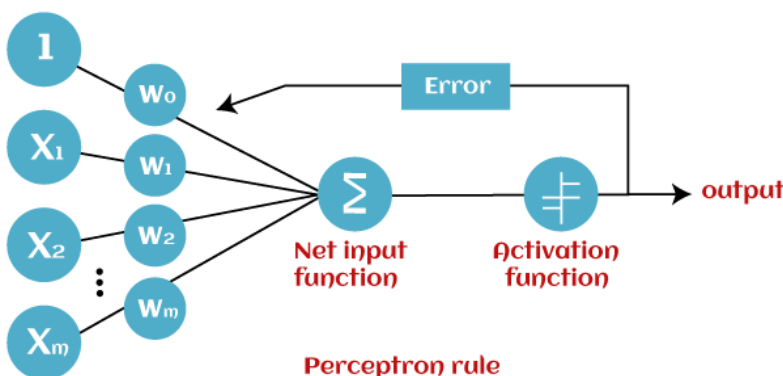 1
W0
Error
X1
W1
Σ
output
X2
W2
Net input
function
Activation
function
Xm
Wm
Perceptron rule